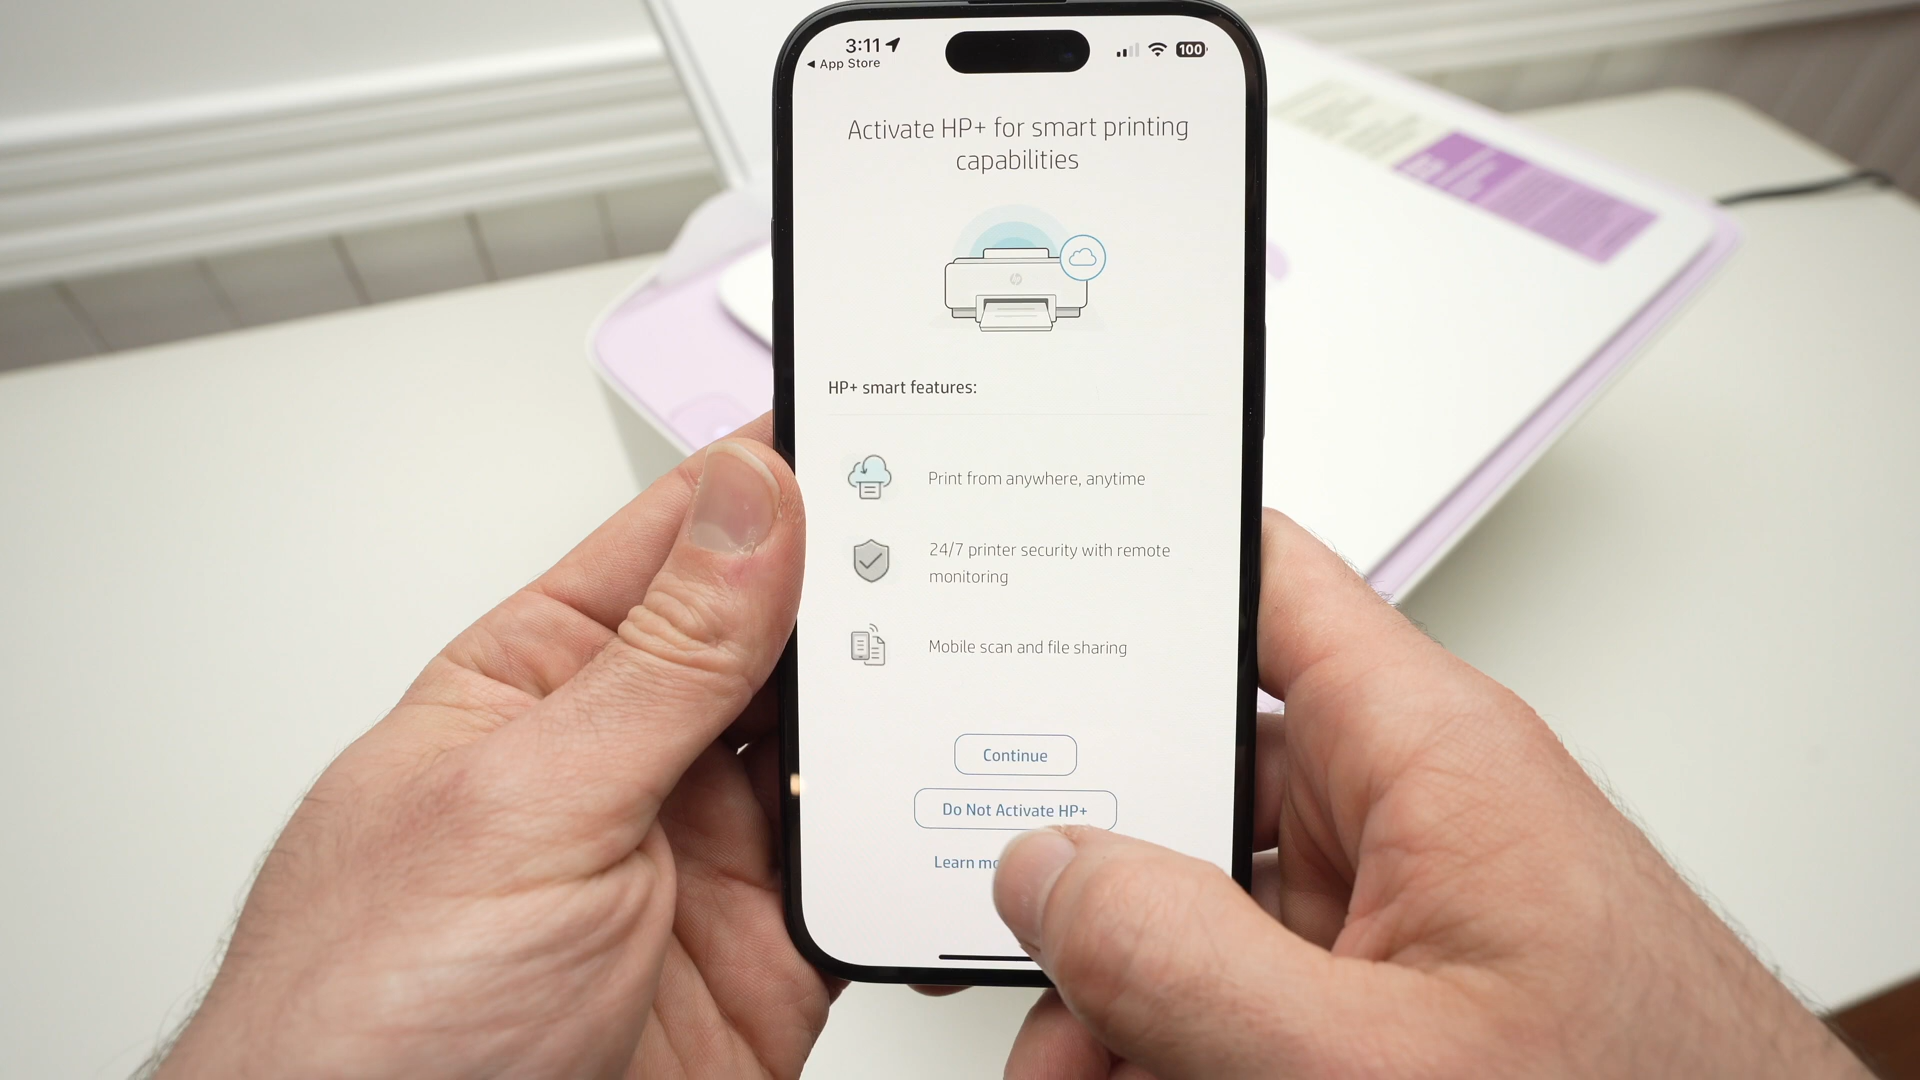 3:11
100
◀ App Store
Activate HP+ for smart printing
capabilities
hp
HP+ smart features:
Print from anywhere, anytime
24/7 printer security with remote
monitoring
Mobile scan and file sharing
Continue
Do Not Activate HP+
Learn